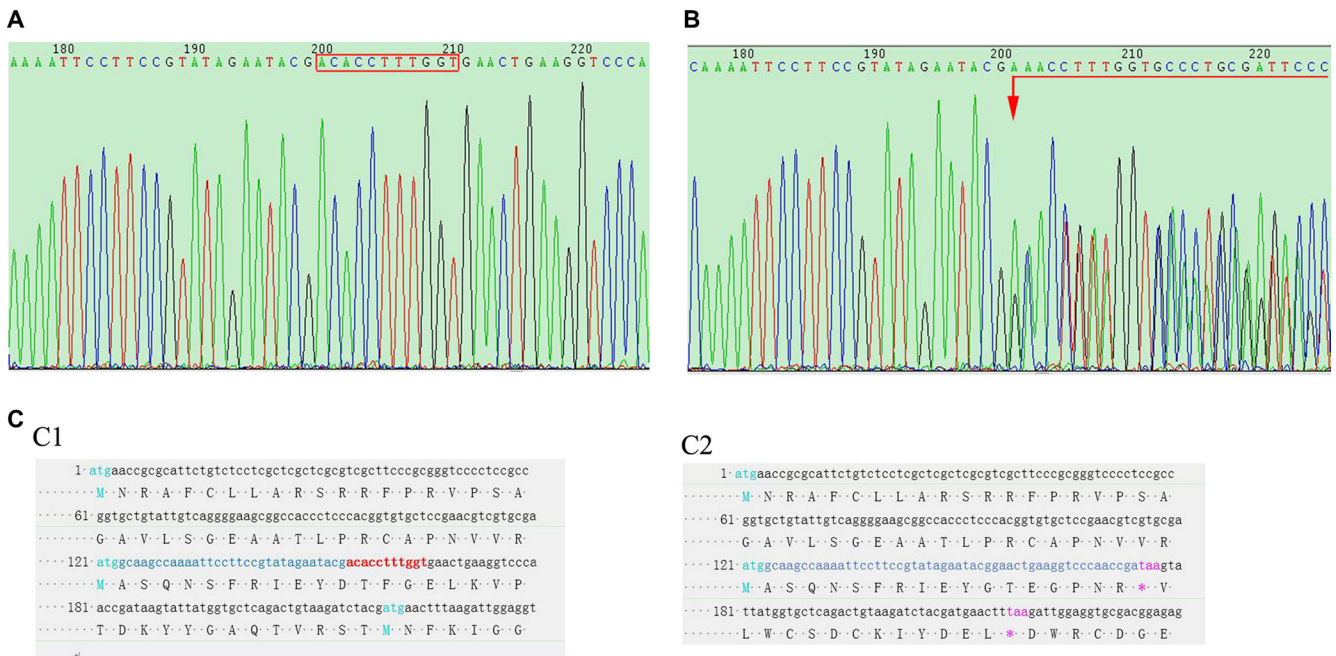 A
180 190 200 210 220
AAAATTCCTTCCGTATAGAATACGACACCTTTGGTGAACTGAAGGTCCCA
B
180 190 200 210 220
CAAAATTCCTTCCGTATAGAATACGAAACCTTTGGTGCCCTGCGATTCCC
C
C1
1 atgaaccgcgcattctgtctcctcgctcgctcgcgtcgcttcccgcgggtcccctccgcc
M··N··R··A··F··C··L··L··A··R··S··R··R··F··P··R··V··P··S··A
61 ggtgctgtattgtcaggggaagcggccaccctcccacggtgtgctccgaacgtcgtgcga
G··A··V··L··S··G··E··A··A··T··L··P··R··C··A··P··N··V··V··R
121 atggcaagccaaaattccttccgtatagaatacgacacctttggtgaactgaaggtccca
M··A··S··Q··N··S··F··R··I··E··Y··D··T··F··G··E··L··K··V··P
181 accgataagtattatggtgctcagactgtaagatctacgatgaactttaagattggaggt
T··D··K··Y··Y··G··A··Q··T··V··R··S··T··M··N··F··K··I··G··G
C2
1 atgaaccgcgcattctgtctcctcgctcgctcgcgtcgcttcccgcgggtcccctccgcc
M··N··R··A··F··C··L··L··A··R··S··R··R··F··P··R··V··P··S··A
61 ggtgctgtattgtcaggggaagcggccaccctcccacggtgtgctccgaacgtcgtgcga
G··A··V··L··S··G··E··A··A··T··L··P··R··C··A··P··N··V··V··R
121 atggcaagccaaaattccttccgtatagaatacggaactgaaggtcccaaccgataagta
M··A··S··Q··N··S··F··R··I··E··Y··G··T··E··G··P··N··R··*··V
181 ttatggtgctcagactgtaagatctacgatgaactttaagattggaggtgcgacggagag
L··W··C··S··D··C··K··I··Y··D··E··L··*··D··W··R··C··D··G··E